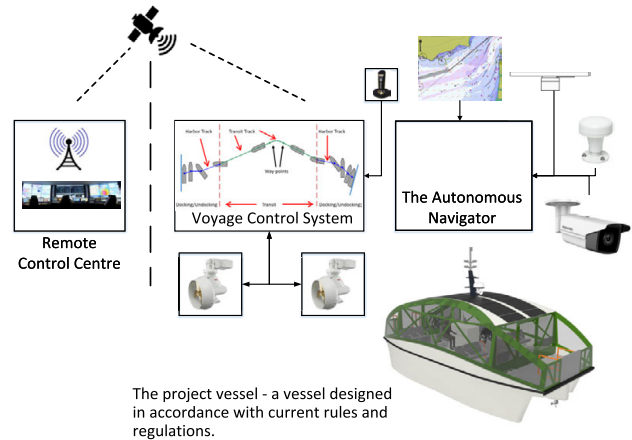 Harbor Track
Transit Track
Harbor Track
Way-points
Docking/Undocking
Transit
Docking/Undocking
Voyage Control System
The Autonomous
Navigator
Remote
Control Centre
The project vessel - a vessel designed
in accordance with current rules and
regulations.